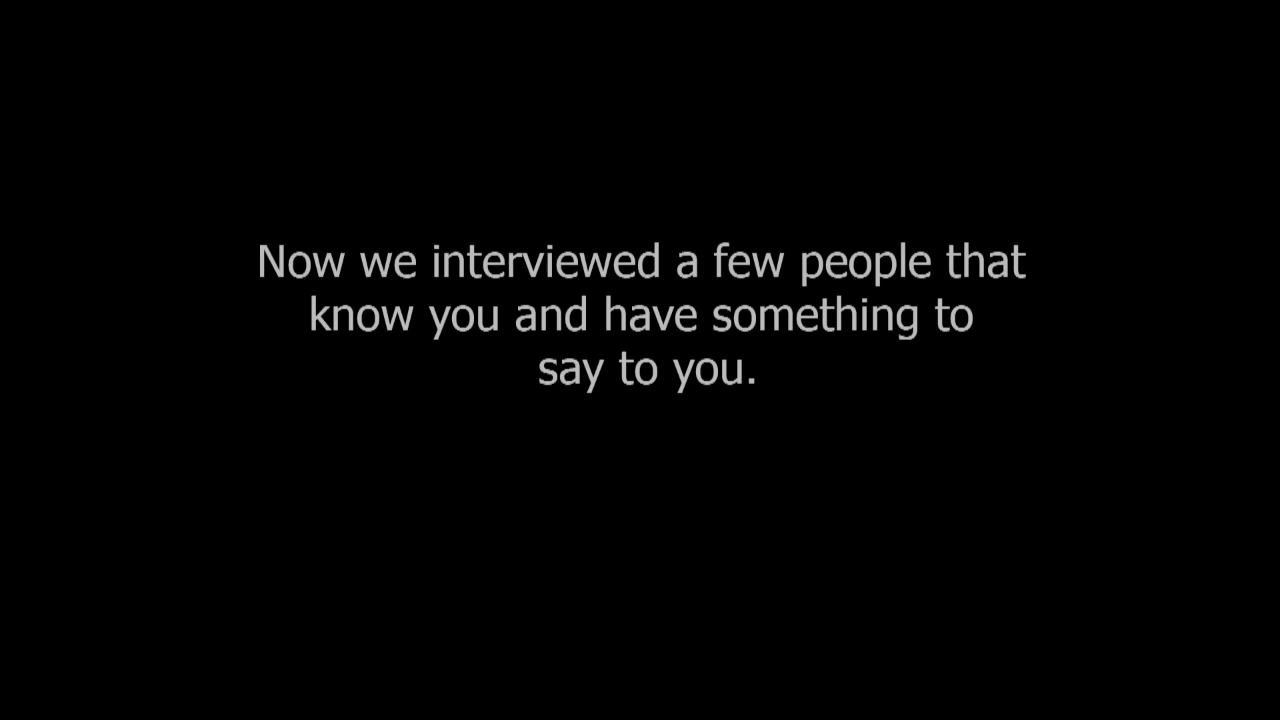 Now we interviewed a few people that
know you and have something to
say to you.